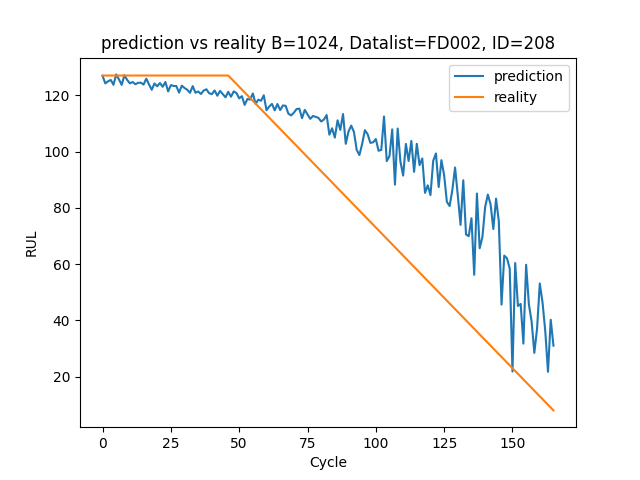 prediction vs reality B=1024, Datalist=FD002, ID=208
prediction
reality
RUL
120
100
80
60
40
20
0 25 50 75 100 125 150
Cycle